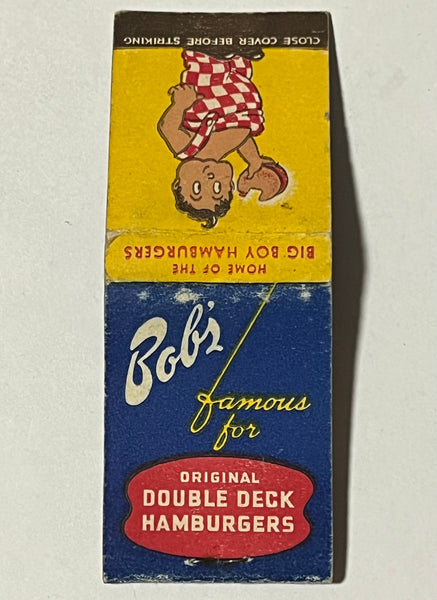 CLOSE COVER BEFORE STRIKING
HOME OF THE
BIG BOY HAMBURGERS
Bob's
famous
for
ORIGINAL
DOUBLE DECK
HAMBURGERS